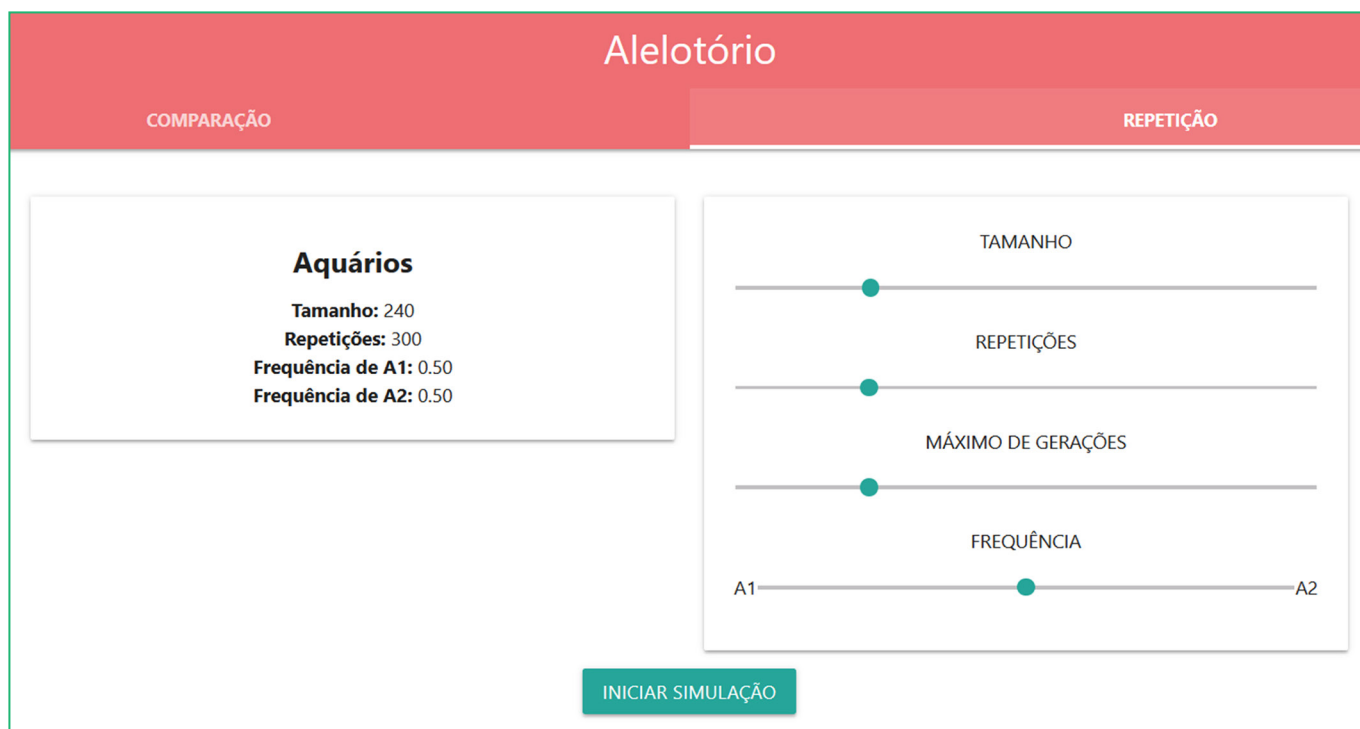 Alelotório
COMPARAÇÃO
REPETIÇÃO
Aquários
Tamanho: 240
Repetições: 300
Frequência de A1: 0.50
Frequência de A2: 0.50
TAMANHO
REPETIÇÕES
MÁXIMO DE GERAÇÕES
FREQUÊNCIA
A1
A2
INICIAR SIMULAÇÃO